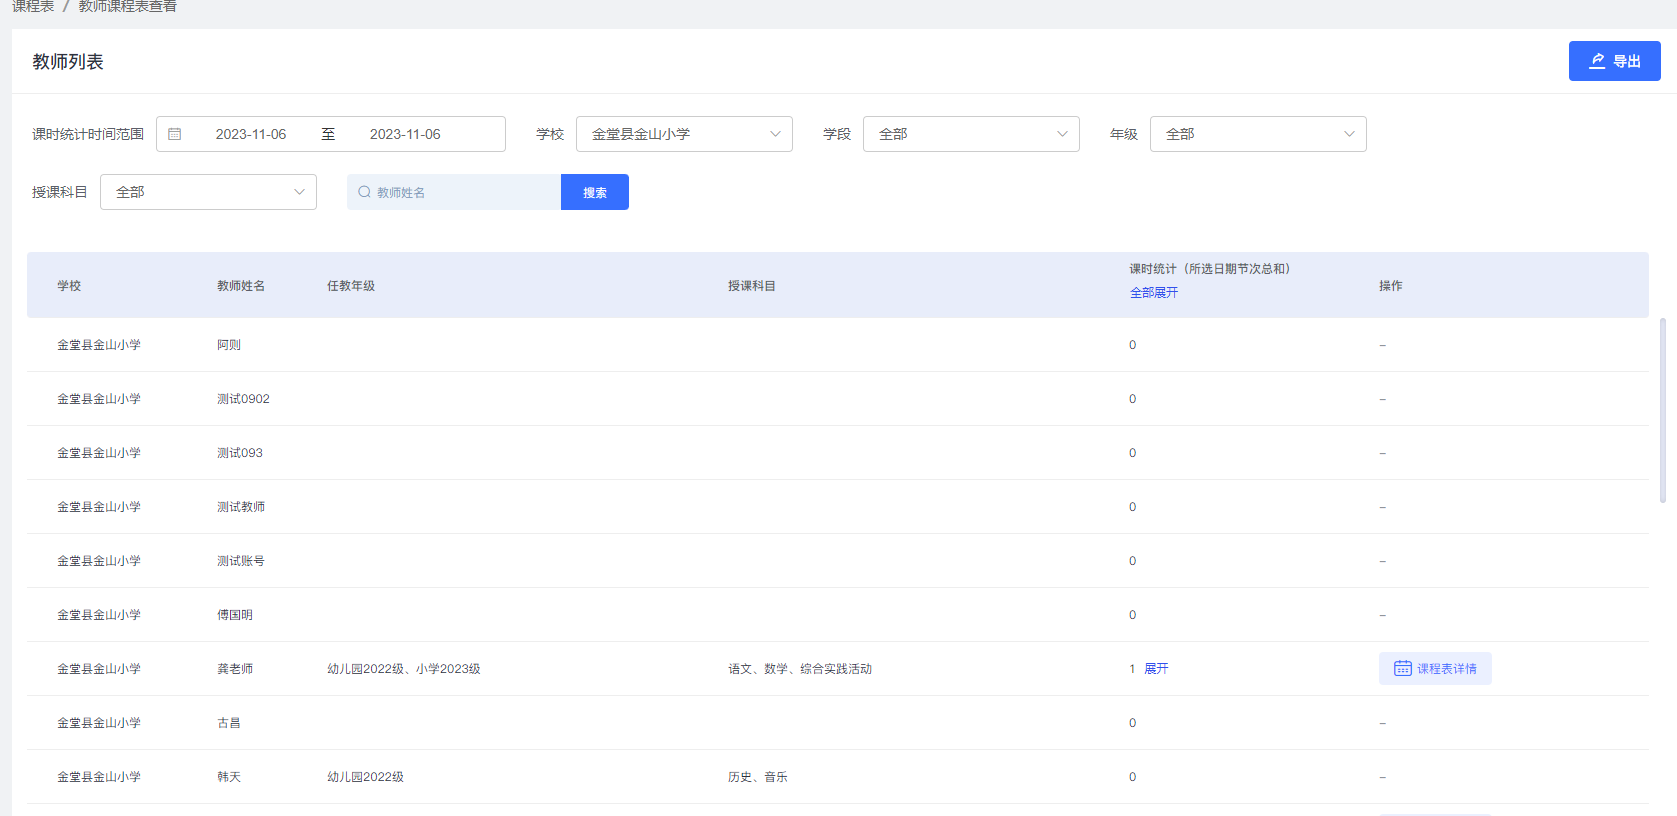 课程表 / 教师课程表查看
教师列表
导出
课时统计时间范围 2023-11-06 至 2023-11-06 学校 金堂县金山小学 学段 全部 年级 全部
授课科目 全部 教师姓名 搜索
学校 教师姓名 任教年级 授课科目 课时统计（所选日期节次总和） 操作
全部展开
金堂县金山小学 阿则 0 –
金堂县金山小学 测试0902 0 –
金堂县金山小学 测试093 0 –
金堂县金山小学 测试教师 0 –
金堂县金山小学 测试账号 0 –
金堂县金山小学 傅国明 0 –
金堂县金山小学 龚老师 幼儿园2022级、小学2023级 语文、数学、综合实践活动 1 展开 课程表详情
金堂县金山小学 古昌 0 –
金堂县金山小学 韩天 幼儿园2022级 历史、音乐 0 –